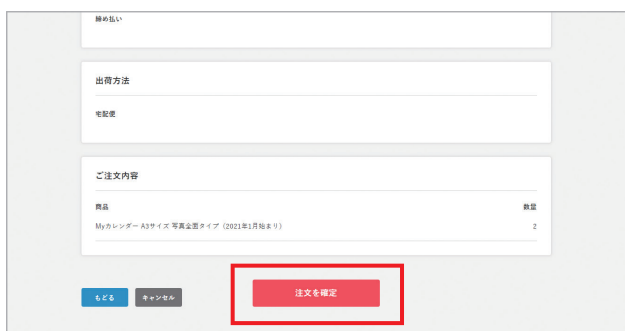 締め払い
出荷方法
宅配便
ご注文内容
商品 数量
Myカレンダー A3サイズ 写真全面タイプ（2021年1月始まり） 2
もどる キャンセル 注文を確定